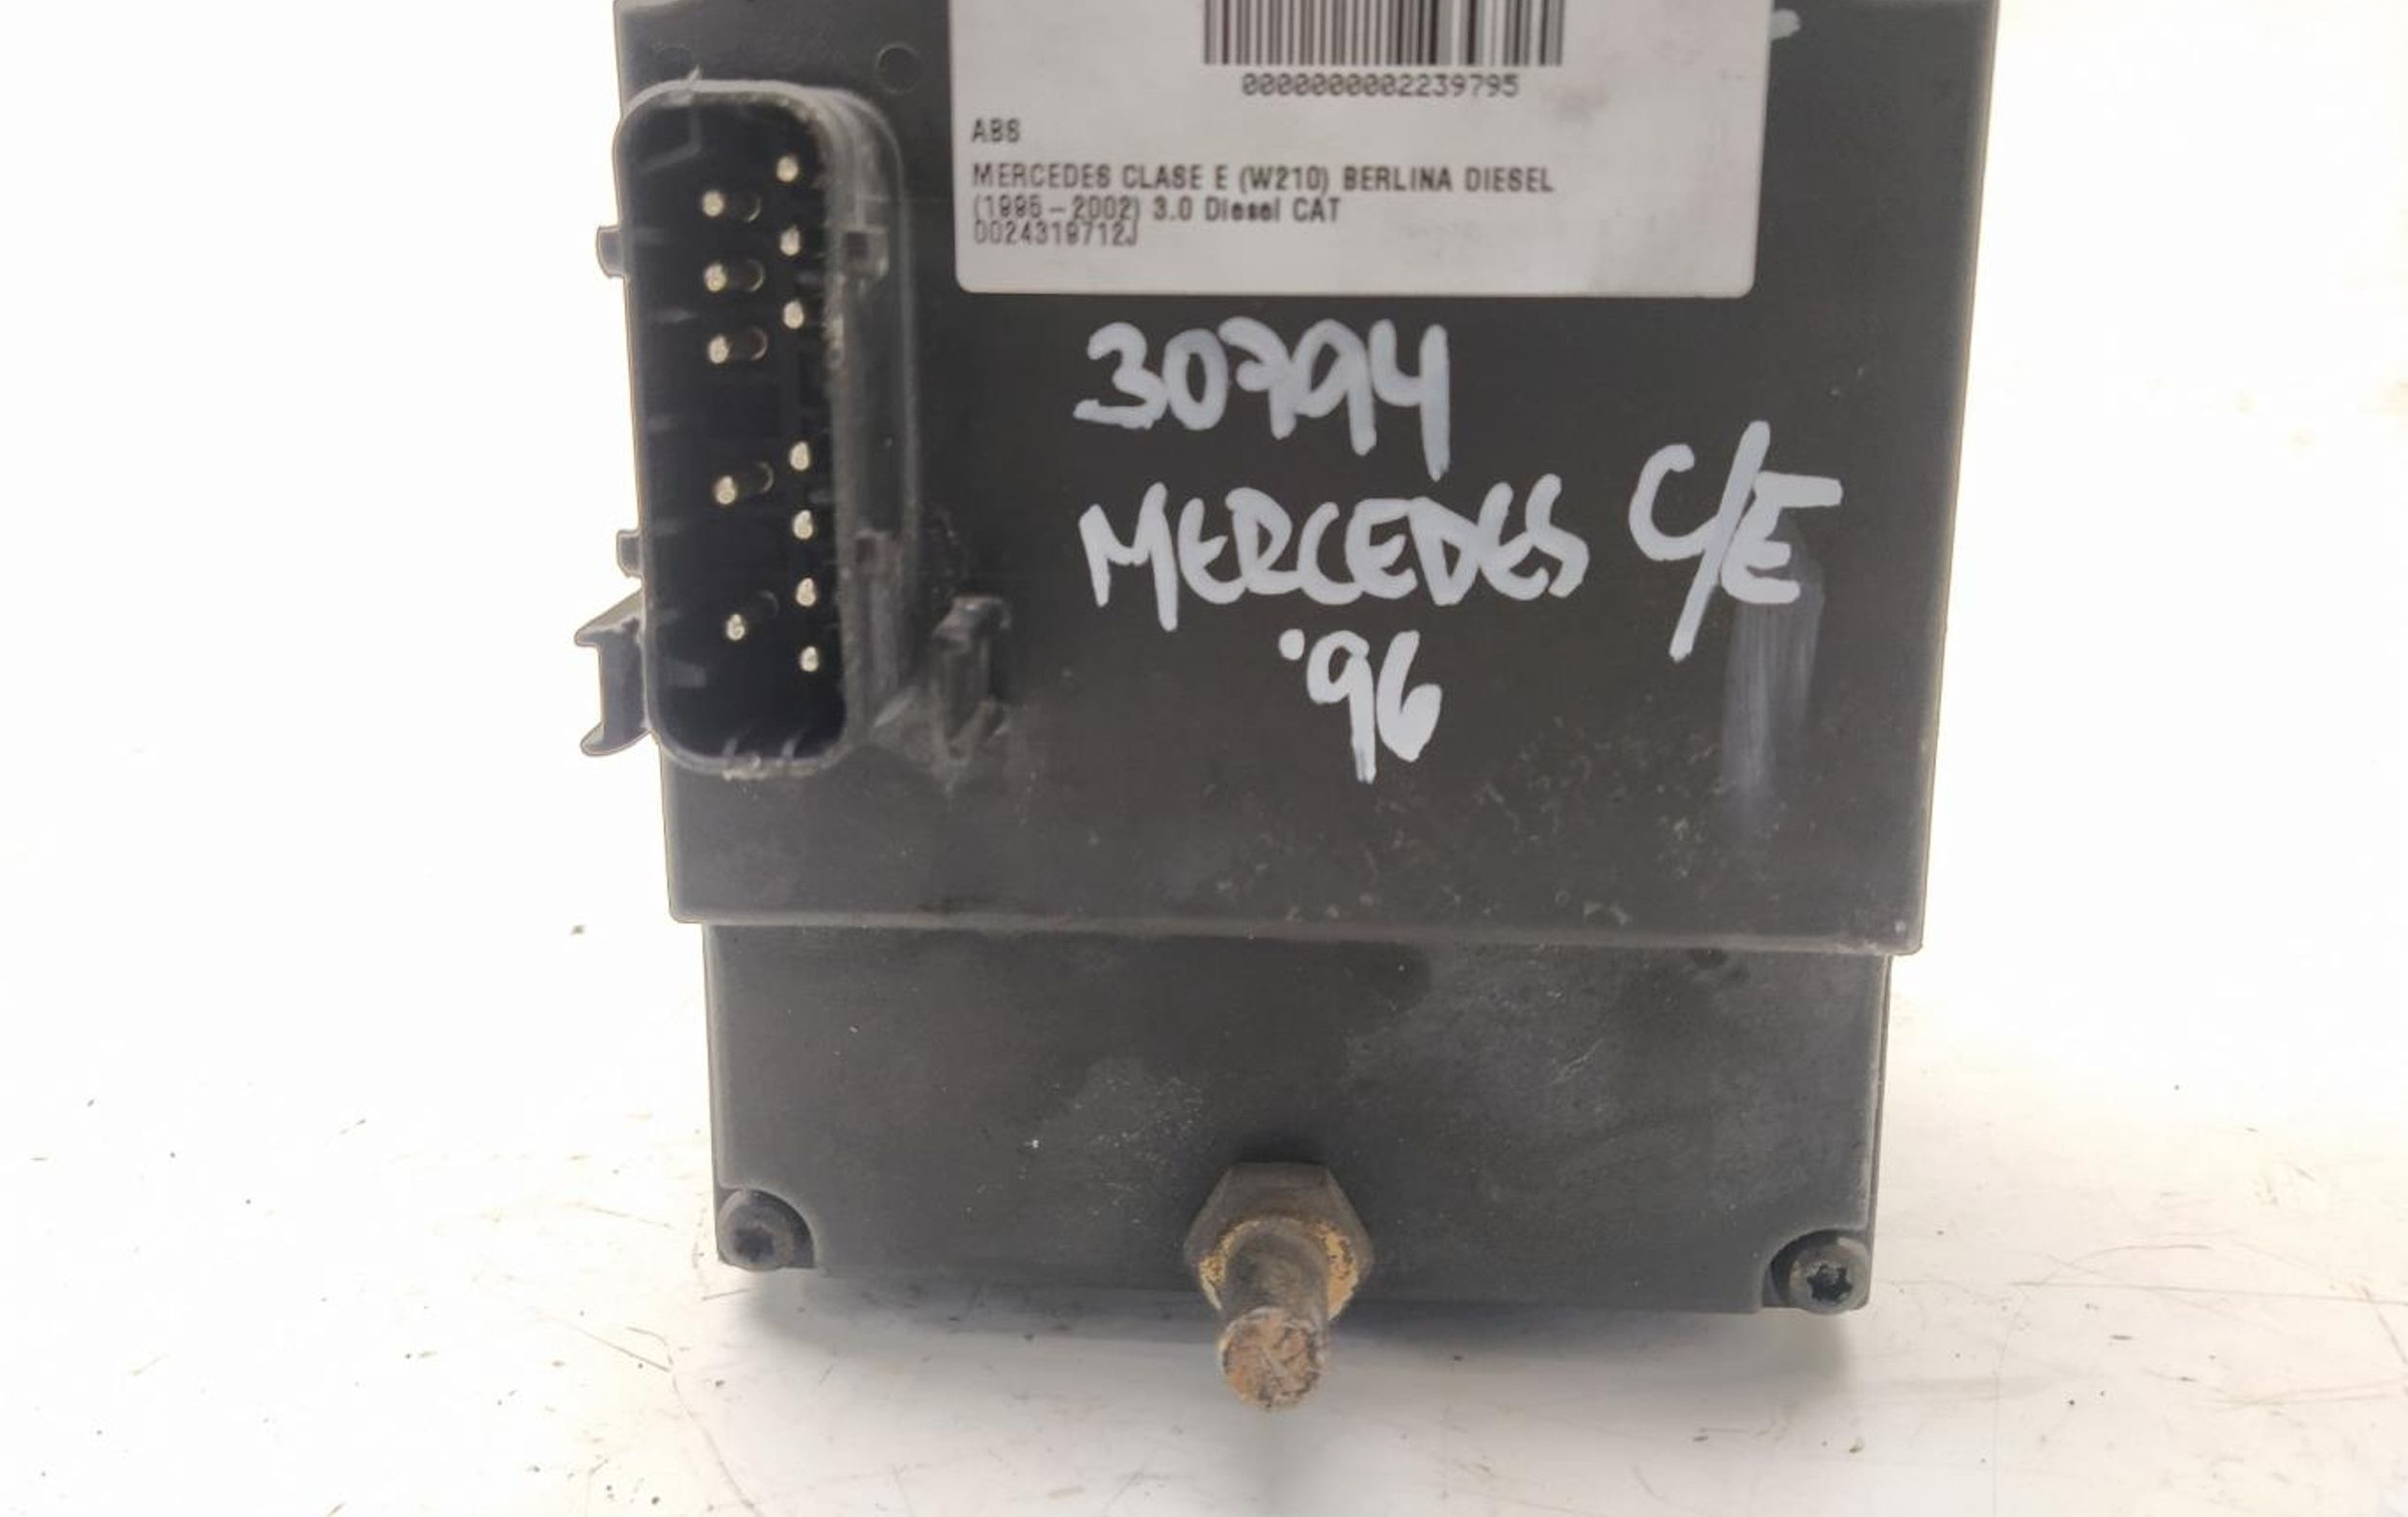 0000000002239795
ABS
MERCEDES CLASE E (W210) BERLINA DIESEL
(1995-2002) 3.0 Diesel CAT
0024319712J
30794
MERCEDES C/E
'96